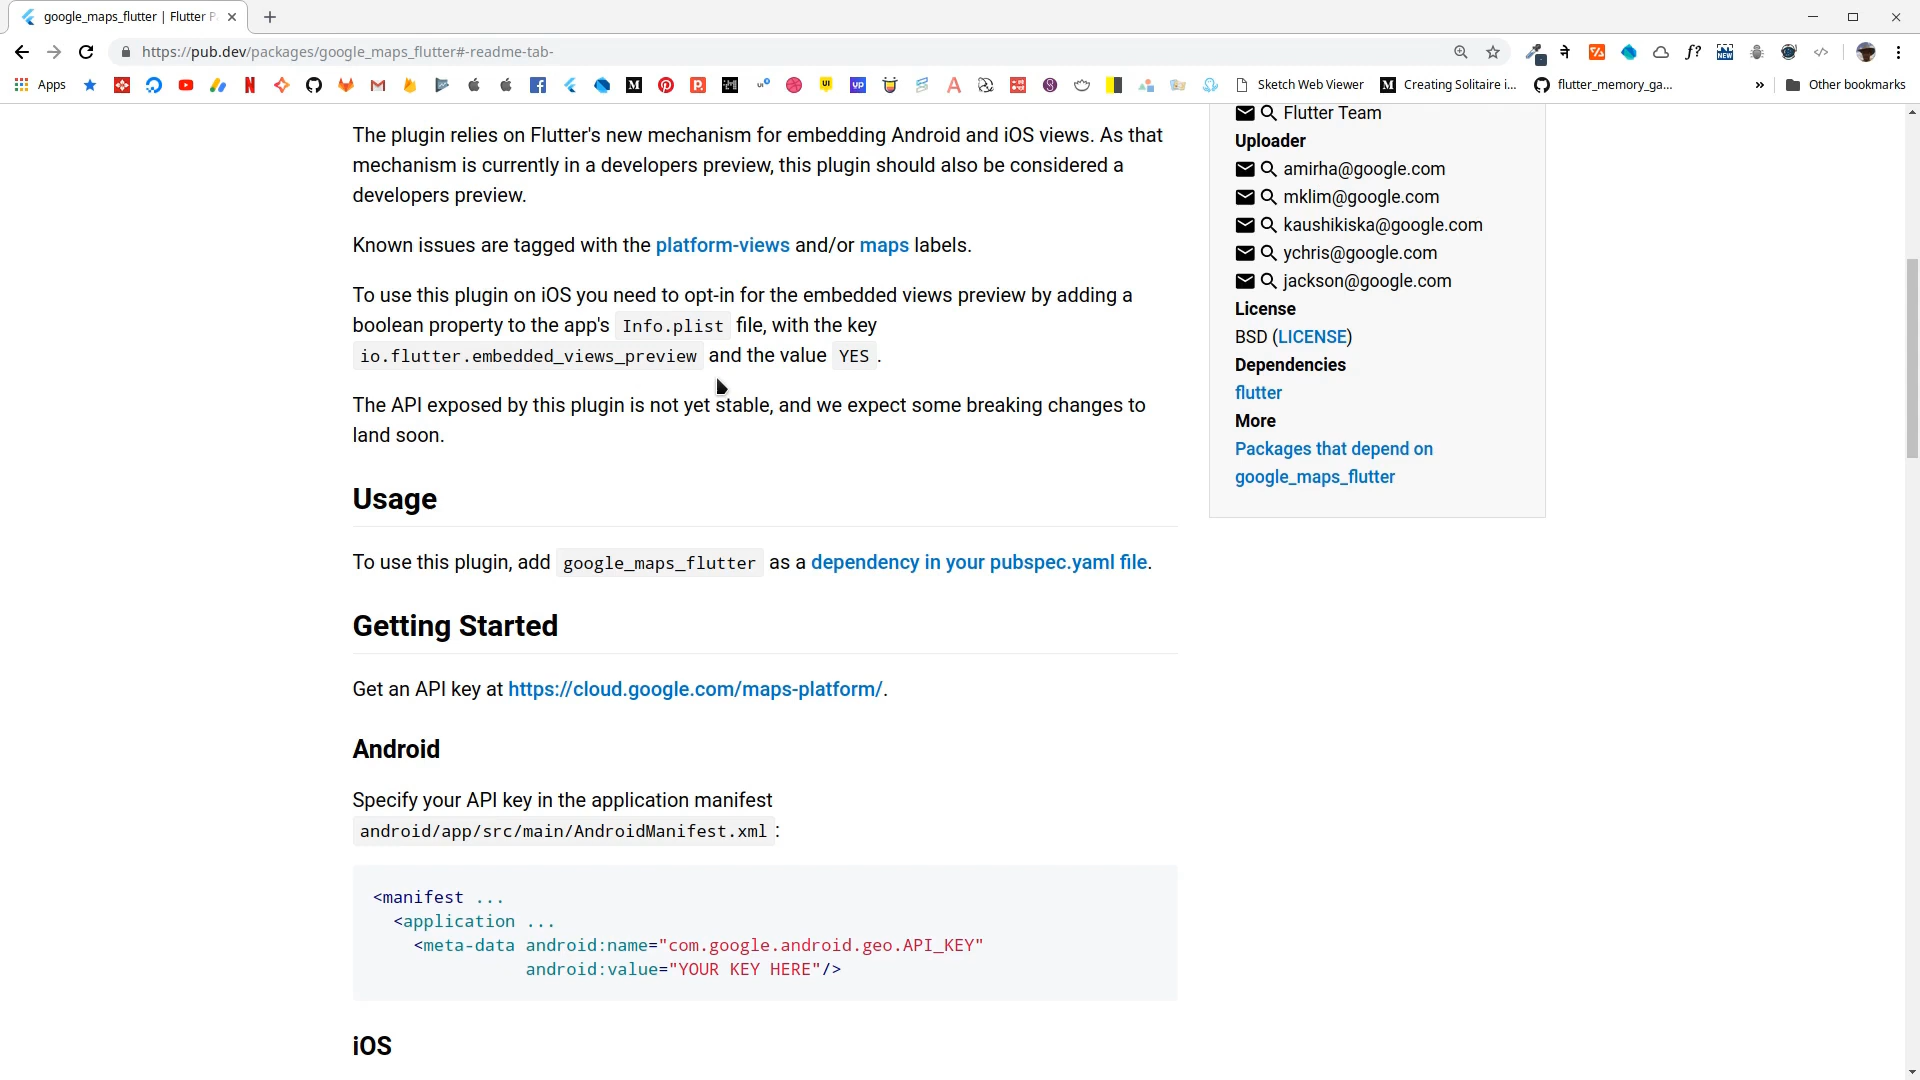 google_maps_flutter | Flutter P
https://pub.dev/packages/google_maps_flutter#-readme-tab-
Apps
Sketch Web Viewer
Creating Solitaire i...
flutter_memory_ga...
»
Other bookmarks
The plugin relies on Flutter's new mechanism for embedding Android and iOS views. As that
mechanism is currently in a developers preview, this plugin should also be considered a
developers preview.
Known issues are tagged with the platform-views and/or maps labels.
To use this plugin on iOS you need to opt-in for the embedded views preview by adding a
boolean property to the app's Info.plist file, with the key
io.flutter.embedded_views_preview and the value YES .
The API exposed by this plugin is not yet stable, and we expect some breaking changes to
land soon.
Usage
To use this plugin, add google_maps_flutter as a dependency in your pubspec.yaml file.
Getting Started
Get an API key at https://cloud.google.com/maps-platform/.
Android
Specify your API key in the application manifest
android/app/src/main/AndroidManifest.xml :
<manifest ...
<application ...
<meta-data android:name="com.google.android.geo.API_KEY"
android:value="YOUR KEY HERE"/>
iOS
Flutter Team
Uploader
amirha@google.com
mklim@google.com
kaushikiska@google.com
ychris@google.com
jackson@google.com
License
BSD (LICENSE)
Dependencies
flutter
More
Packages that depend on
google_maps_flutter